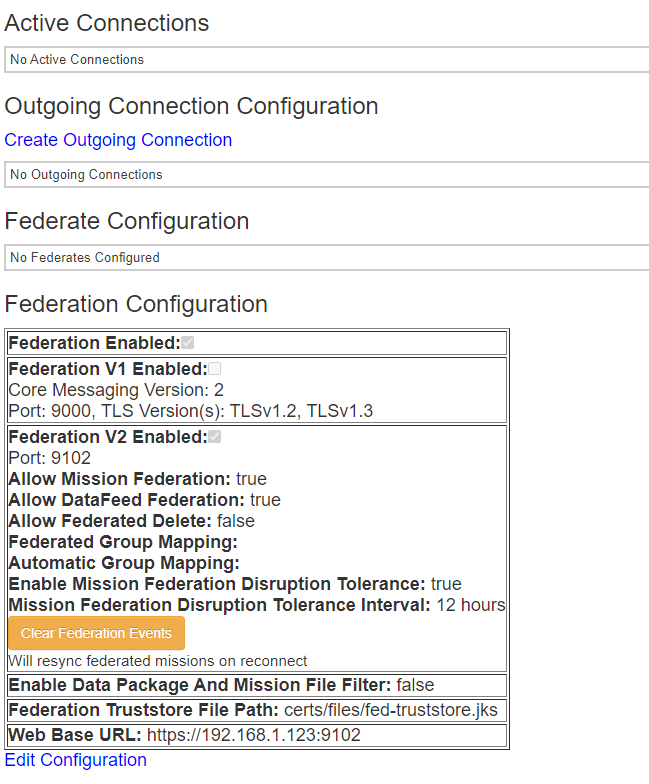 Active Connections
No Active Connections
Outgoing Connection Configuration
Create Outgoing Connection
No Outgoing Connections
Federate Configuration
No Federates Configured
Federation Configuration
Federation Enabled:
Federation V1 Enabled:
Core Messaging Version: 2
Port: 9000, TLS Version(s): TLSv1.2, TLSv1.3
Federation V2 Enabled:
Port: 9102
Allow Mission Federation: true
Allow DataFeed Federation: true
Allow Federated Delete: false
Federated Group Mapping:
Automatic Group Mapping:
Enable Mission Federation Disruption Tolerance: true
Mission Federation Disruption Tolerance Interval: 12 hours
Clear Federation Events
Will resync federated missions on reconnect
Enable Data Package And Mission File Filter: false
Federation Truststore File Path: certs/files/fed-truststore.jks
Web Base URL: https://192.168.1.123:9102
Edit Configuration